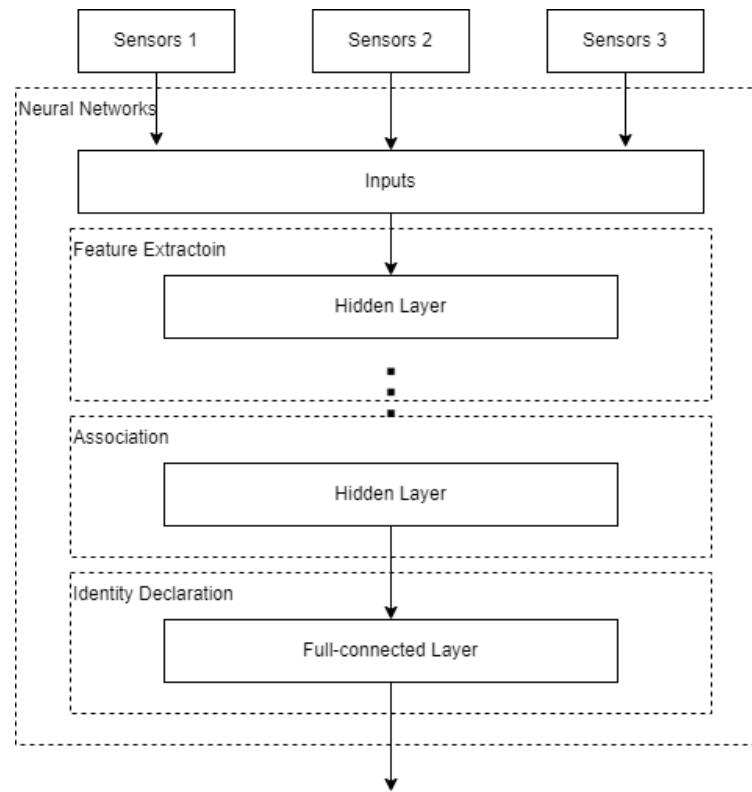 Sensors 1
Sensors 2
Sensors 3
Neural Networks
Inputs
Feature Extractoin
Hidden Layer
Association
Hidden Layer
Identity Declaration
Full-connected Layer